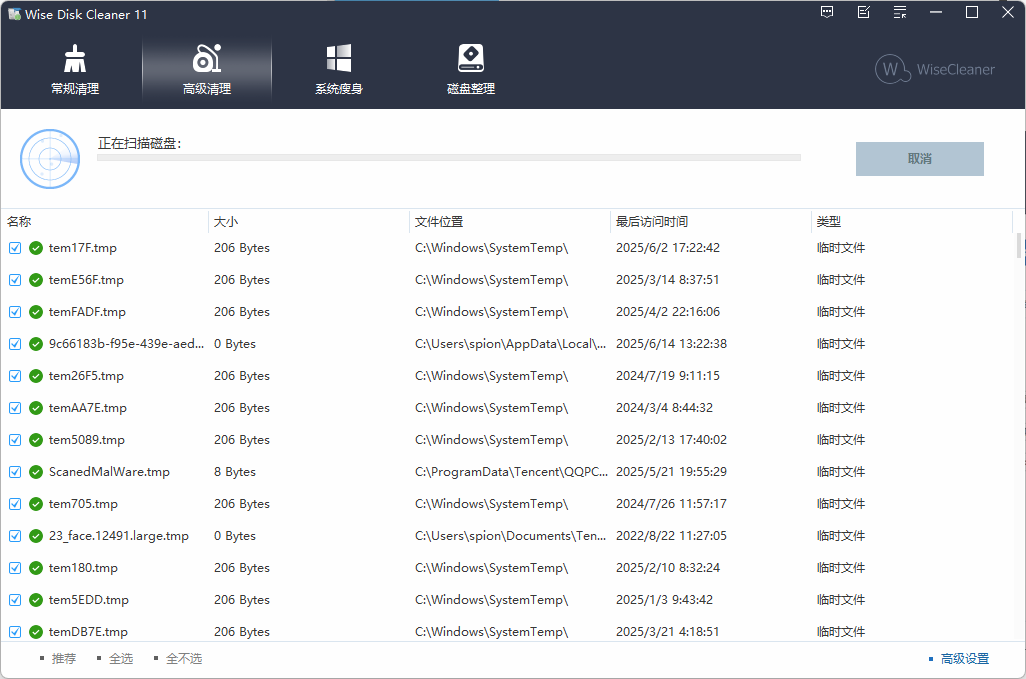 Wise Disk Cleaner 11
常规清理 高级清理 系统瘦身 磁盘整理
WiseCleaner
正在扫描磁盘:
取消
名称 大小 文件位置 最后访问时间 类型
tem17F.tmp 206 Bytes C:\Windows\SystemTemp\ 2025/6/2 17:22:42 临时文件
temE56F.tmp 206 Bytes C:\Windows\SystemTemp\ 2025/3/14 8:37:51 临时文件
temFADF.tmp 206 Bytes C:\Windows\SystemTemp\ 2025/4/2 22:16:06 临时文件
9c66183b-f95e-439e-aed... 0 Bytes C:\Users\spion\AppData\Local\... 2025/6/14 13:22:38 临时文件
tem26F5.tmp 206 Bytes C:\Windows\SystemTemp\ 2024/7/19 9:11:15 临时文件
temAA7E.tmp 206 Bytes C:\Windows\SystemTemp\ 2024/3/4 8:44:32 临时文件
tem5089.tmp 206 Bytes C:\Windows\SystemTemp\ 2025/2/13 17:40:02 临时文件
ScanedMalWare.tmp 8 Bytes C:\ProgramData\Tencent\QQPC... 2025/5/21 19:55:29 临时文件
tem705.tmp 206 Bytes C:\Windows\SystemTemp\ 2024/7/26 11:57:17 临时文件
23_face.12491.large.tmp 0 Bytes C:\Users\spion\Documents\Ten... 2022/8/22 11:27:05 临时文件
tem180.tmp 206 Bytes C:\Windows\SystemTemp\ 2025/2/10 8:32:24 临时文件
tem5EDD.tmp 206 Bytes C:\Windows\SystemTemp\ 2025/1/3 9:43:42 临时文件
temDB7E.tmp 206 Bytes C:\Windows\SystemTemp\ 2025/3/21 4:18:51 临时文件
推荐 全选 全不选 高级设置